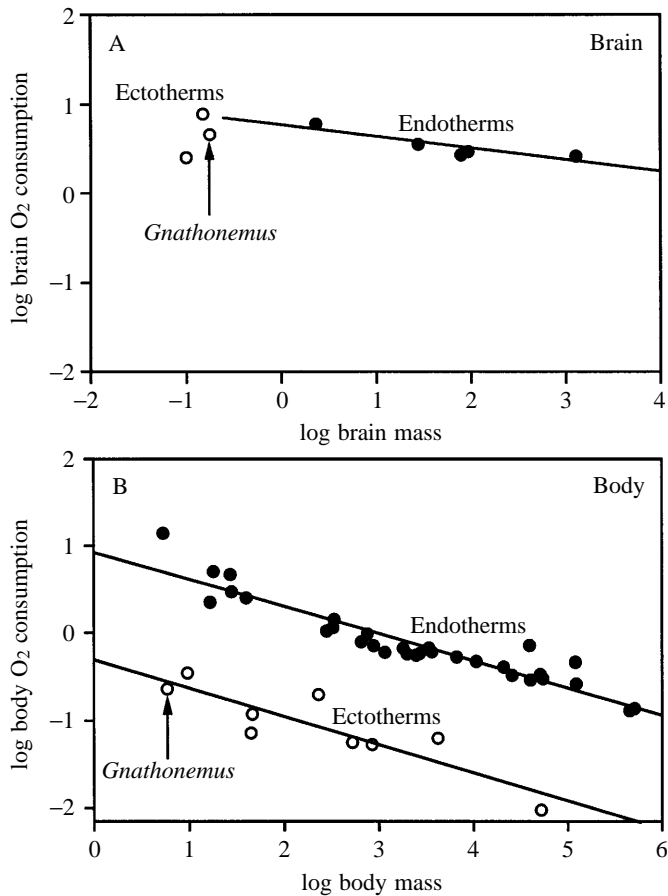 A
Brain
Ectotherms
Endotherms
Gnathonemus
log brain O₂ consumption
2
1
0
−1
−2
−2 −1 0 1 2 3 4
log brain mass
B
Body
Endotherms
Ectotherms
Gnathonemus
log body O₂ consumption
2
1
0
−1
−2
0 1 2 3 4 5 6
log body mass